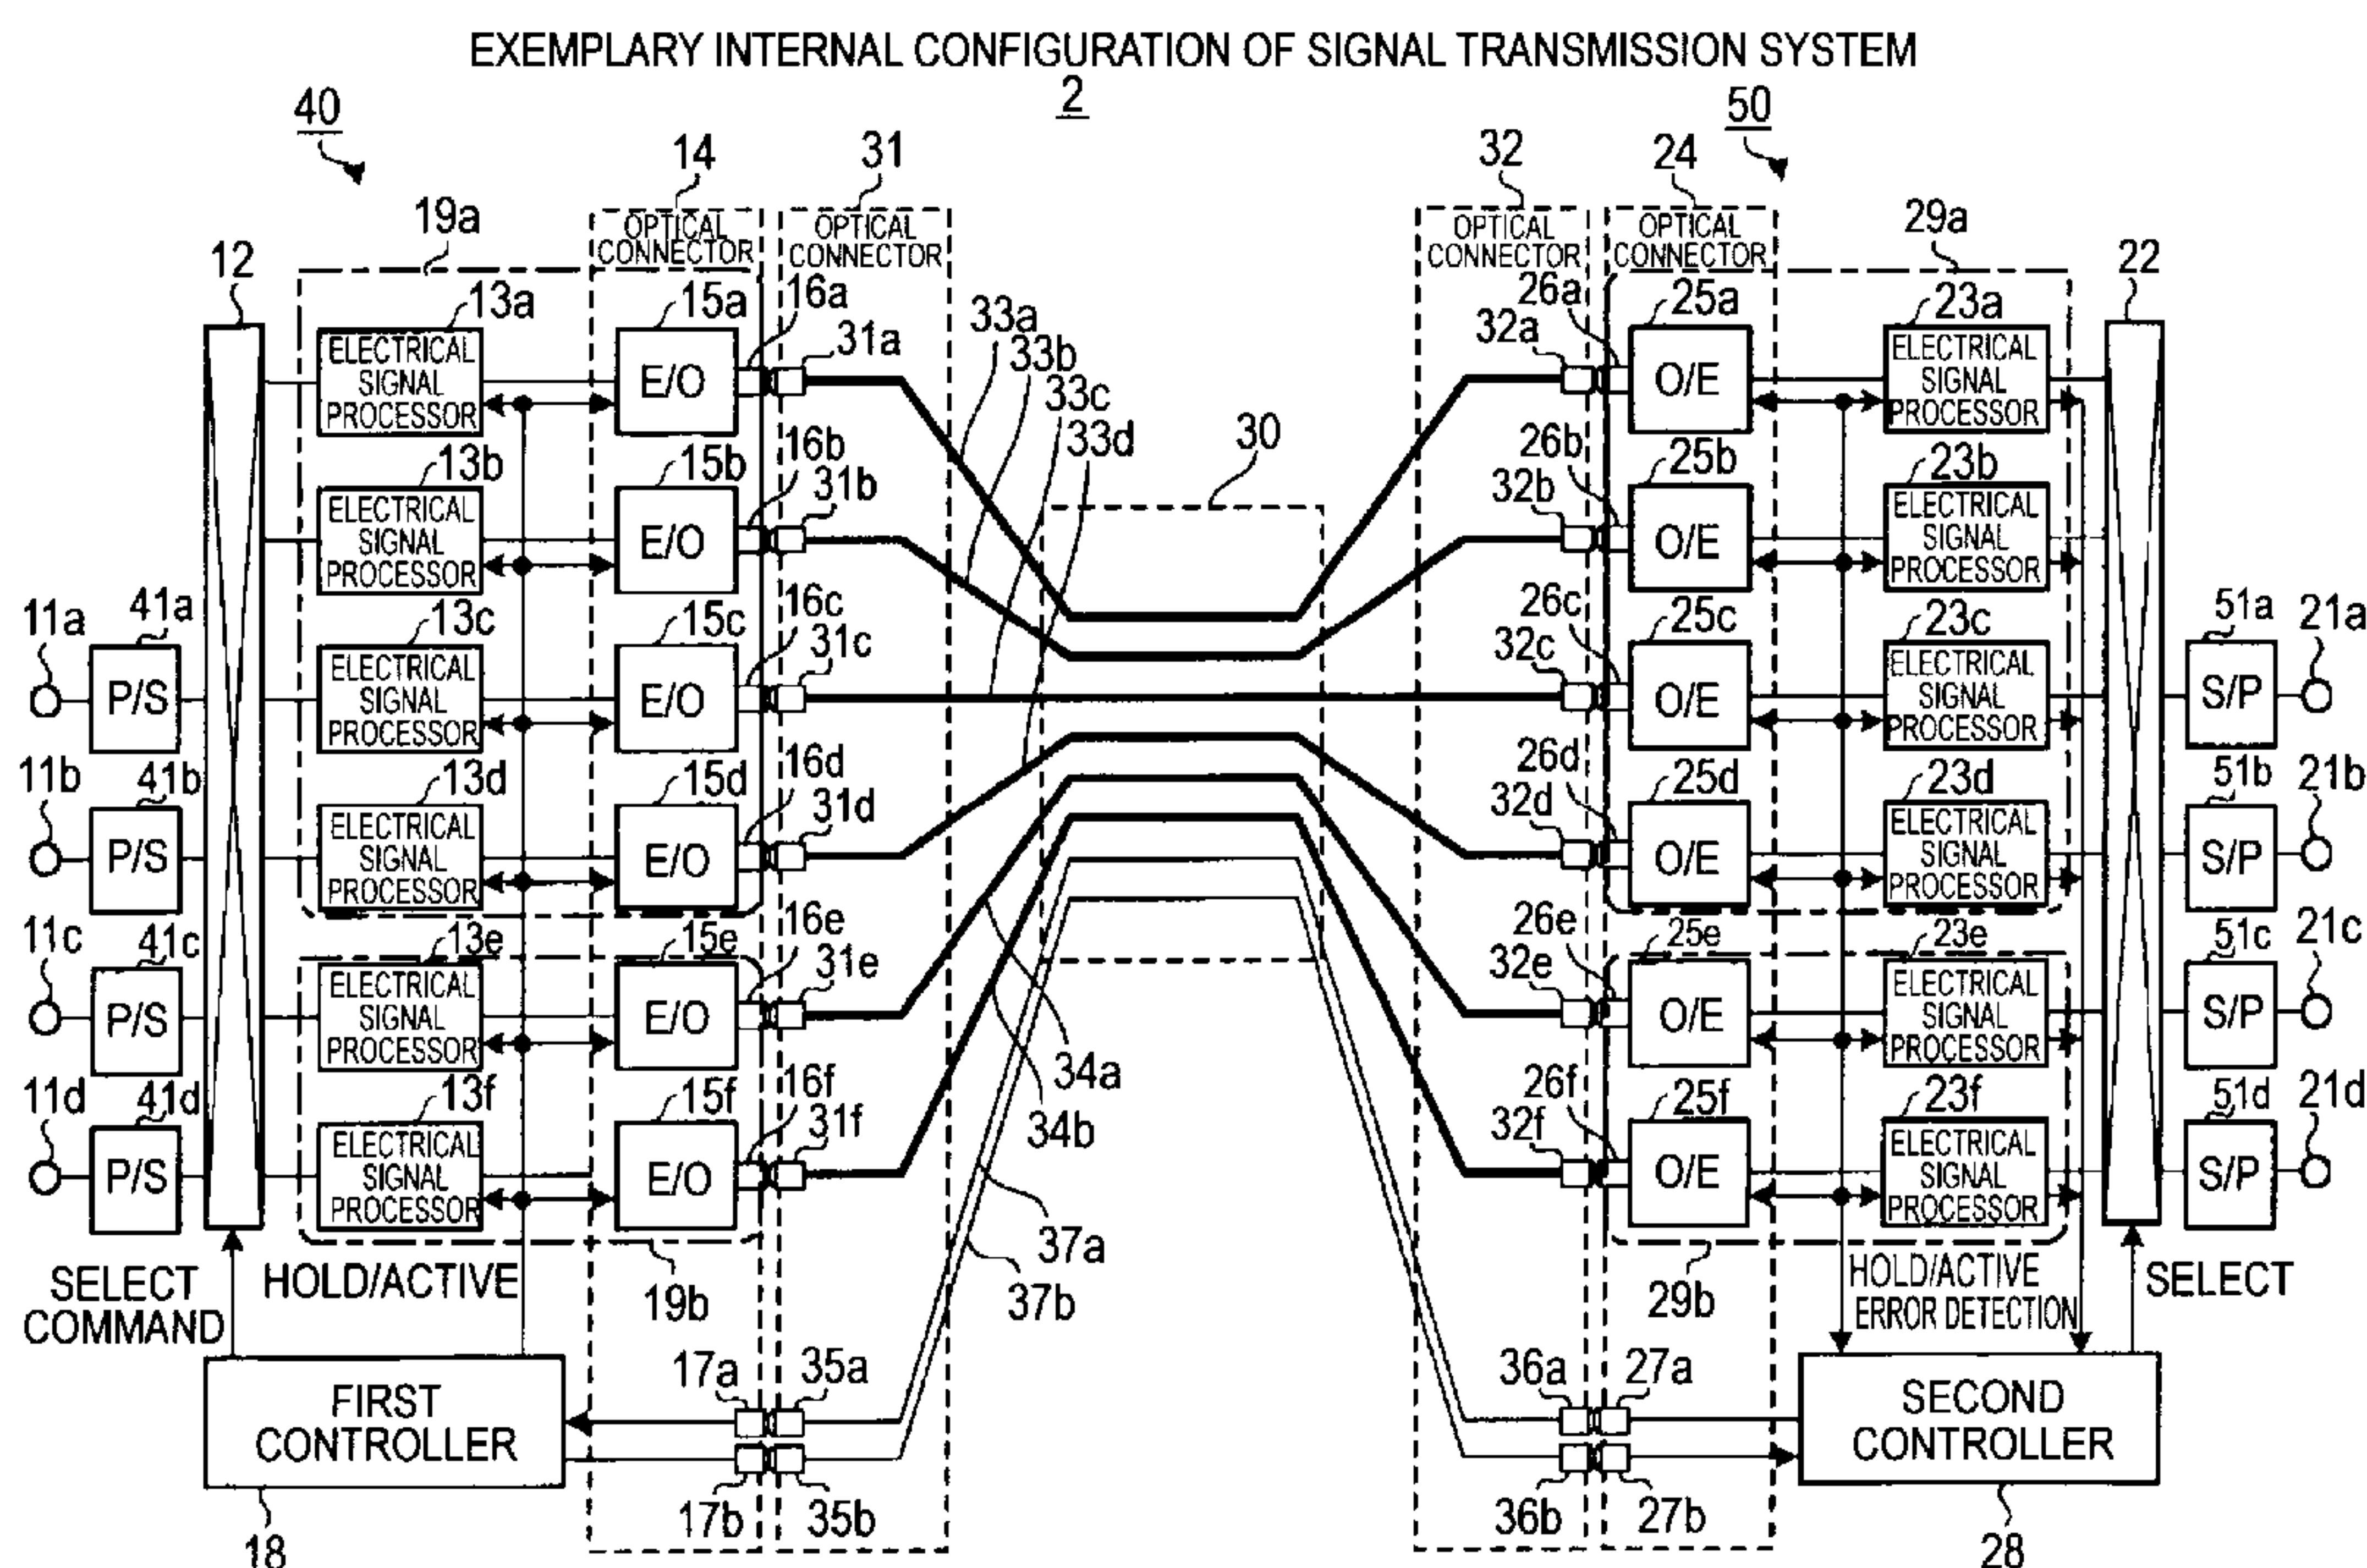 EXEMPLARY INTERNAL CONFIGURATION OF SIGNAL TRANSMISSION SYSTEM
2
40
50
14
31
32
24
19a
29a
12
22
OPTICAL
CONNECTOR
OPTICAL
CONNECTOR
OPTICAL
CONNECTOR
OPTICAL
CONNECTOR
13a
ELECTRICAL
SIGNAL
PROCESSOR
15a
E/O
16a
31a
33a
33b
33c
33d
30
26a
32a
25a
O/E
23a
ELECTRICAL
SIGNAL
PROCESSOR
13b
ELECTRICAL
SIGNAL
PROCESSOR
15b
E/O
16b
31b
26b
32b
25b
O/E
23b
ELECTRICAL
SIGNAL
PROCESSOR
11a
41a
P/S
13c
ELECTRICAL
SIGNAL
PROCESSOR
15c
E/O
16c
31c
26c
32c
25c
O/E
23c
ELECTRICAL
SIGNAL
PROCESSOR
51a
S/P
21a
11b
41b
P/S
13d
ELECTRICAL
SIGNAL
PROCESSOR
15d
E/O
16d
31d
26d
32d
25d
O/E
23d
ELECTRICAL
SIGNAL
PROCESSOR
51b
S/P
21b
11c
41c
P/S
13e
ELECTRICAL
SIGNAL
PROCESSOR
15e
E/O
16e
31e
34a
34b
26e
32e
25e
O/E
23e
ELECTRICAL
SIGNAL
PROCESSOR
51c
S/P
21c
11d
41d
P/S
13f
ELECTRICAL
SIGNAL
PROCESSOR
15f
E/O
16f
31f
37a
37b
26f
32f
25f
O/E
23f
ELECTRICAL
SIGNAL
PROCESSOR
51d
S/P
21d
SELECT
COMMAND
HOLD/ACTIVE
19b
29b
HOLD/ACTIVE
ERROR DETECTION
SELECT
FIRST
CONTROLLER
18
17a
35a
17b
35b
36a
27a
36b
27b
SECOND
CONTROLLER
28